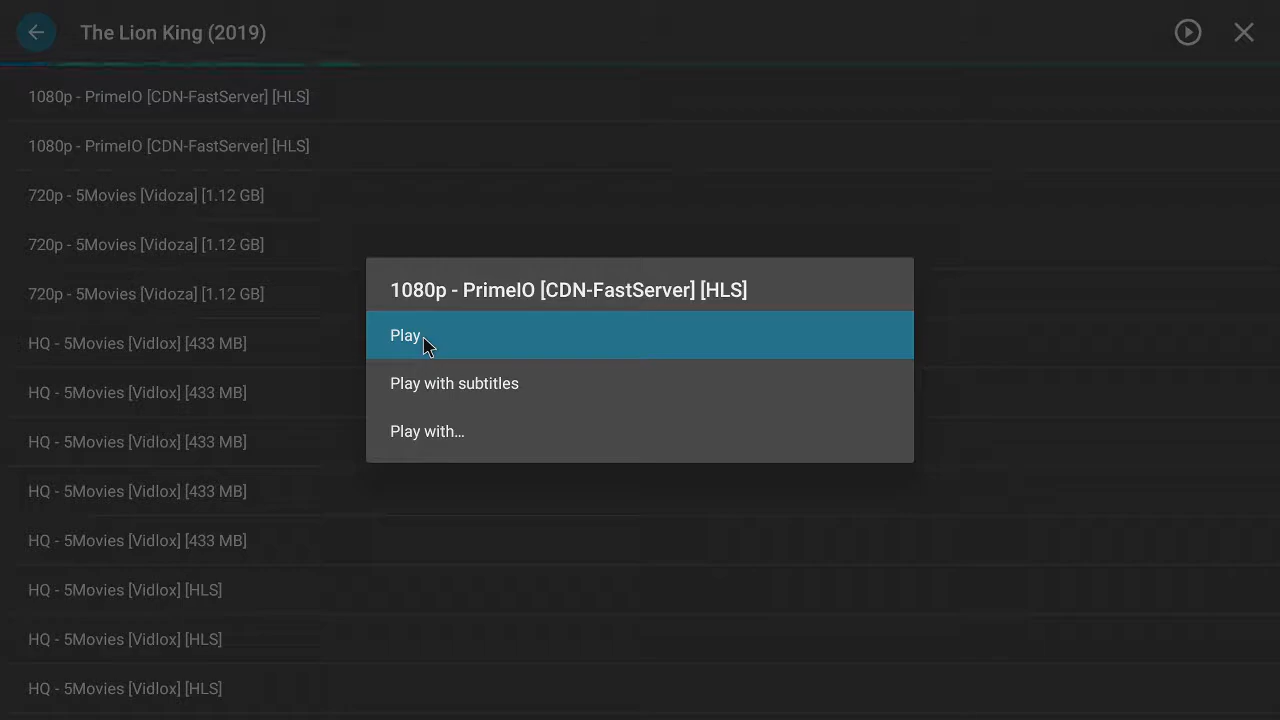 The Lion King (2019)
1080p - PrimeIO [CDN-FastServer] [HLS]
1080p - PrimeIO [CDN-FastServer] [HLS]
720p - 5Movies [Vidoza] [1.12 GB]
720p - 5Movies [Vidoza] [1.12 GB]
720p - 5Movies [Vidoza] [1.12 GB]
HQ - 5Movies [Vidlox] [433 MB]
HQ - 5Movies [Vidlox] [433 MB]
HQ - 5Movies [Vidlox] [433 MB]
HQ - 5Movies [Vidlox] [433 MB]
HQ - 5Movies [Vidlox] [433 MB]
HQ - 5Movies [Vidlox] [HLS]
HQ - 5Movies [Vidlox] [HLS]
HQ - 5Movies [Vidlox] [HLS]
1080p - PrimeIO [CDN-FastServer] [HLS]
Play
Play with subtitles
Play with…